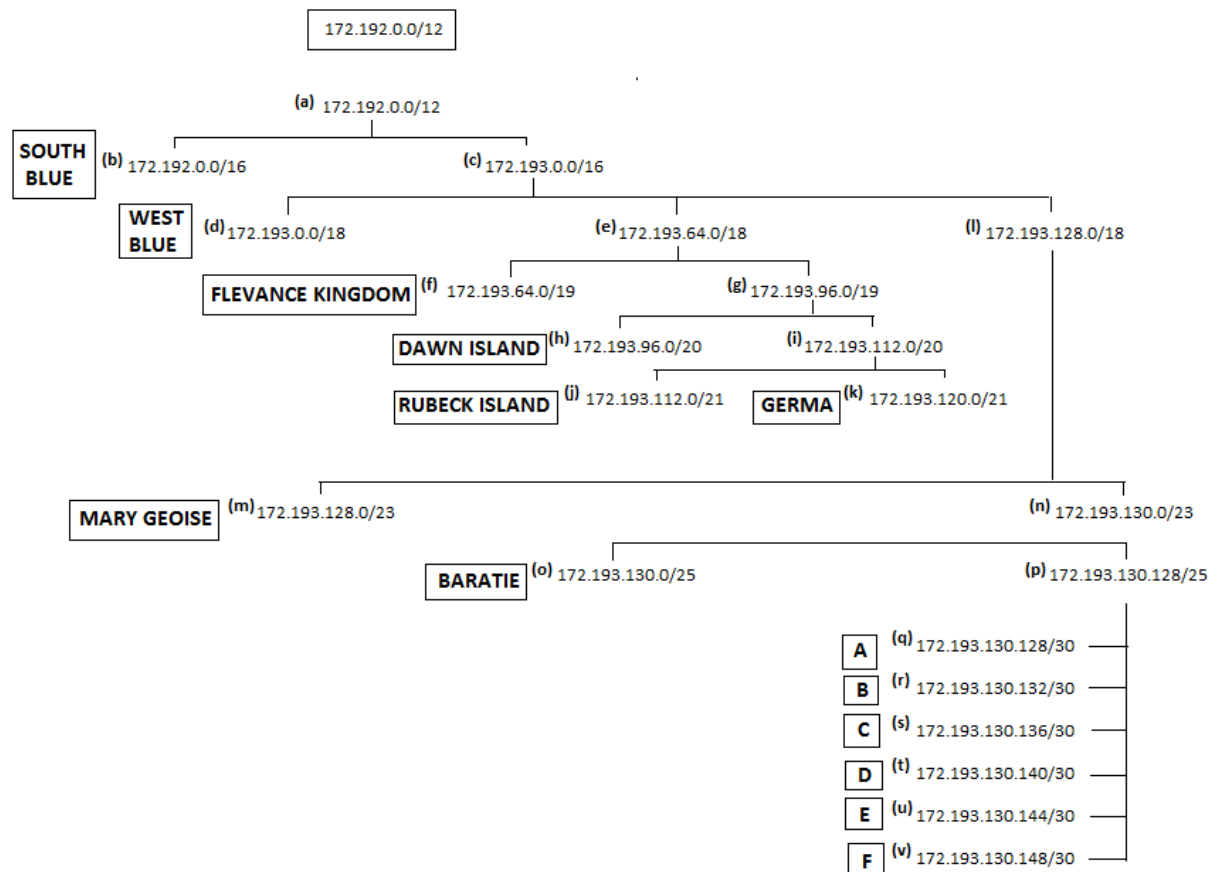 172.192.0.0/12
(a) 172.192.0.0/12
SOUTH
BLUE
(b) 172.192.0.0/16
(c) 172.193.0.0/16
WEST
BLUE
(d) 172.193.0.0/18
(e) 172.193.64.0/18
(l) 172.193.128.0/18
FLEVANCE KINGDOM (f) 172.193.64.0/19
(g) 172.193.96.0/19
DAWN ISLAND (h) 172.193.96.0/20
(i) 172.193.112.0/20
RUBECK ISLAND (j) 172.193.112.0/21
GERMA (k) 172.193.120.0/21
MARY GEOISE (m) 172.193.128.0/23
(n) 172.193.130.0/23
BARATIE (o) 172.193.130.0/25
(p) 172.193.130.128/25
A (q) 172.193.130.128/30
B (r) 172.193.130.132/30
C (s) 172.193.130.136/30
D (t) 172.193.130.140/30
E (u) 172.193.130.144/30
F (v) 172.193.130.148/30